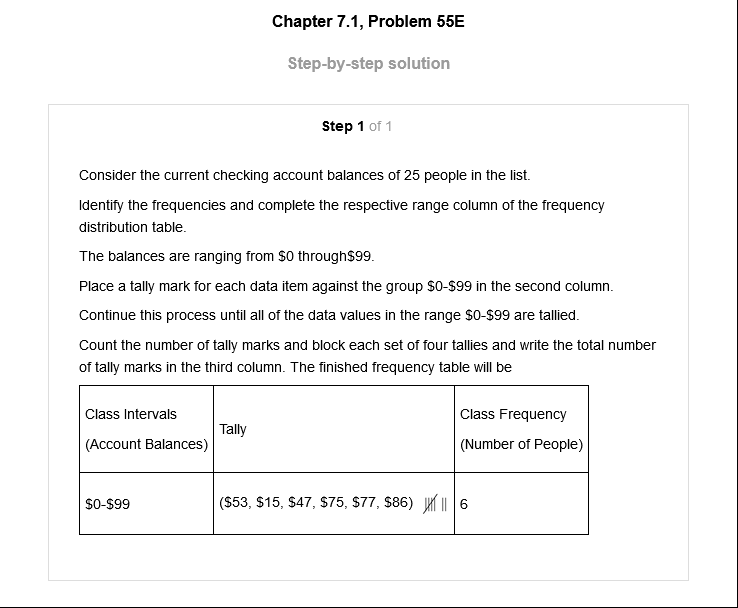 Chapter 7.1, Problem 55E
Step-by-step solution
Step 1 of 1
Consider the current checking account balances of 25 people in the list.
Identify the frequencies and complete the respective range column of the frequency
distribution table.
The balances are ranging from $0 through$99.
Place a tally mark for each data item against the group $0-$99 in the second column.
Continue this process until all of the data values in the range $0-$99 are tallied.
Count the number of tally marks and block each set of four tallies and write the total number
of tally marks in the third column. The finished frequency table will be
Class Intervals
(Account Balances)
Tally
Class Frequency
(Number of People)
$0-$99
($53, $15, $47, $75, $77, $86)
6